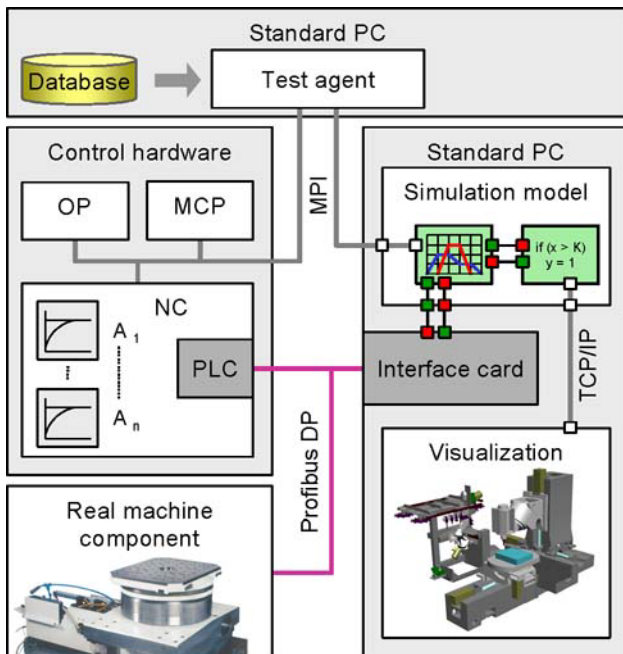 Standard PC
Database
Test agent
Control hardware
OP
MCP
MPI
NC
A 1
A n
PLC
Standard PC
Simulation model
if (x > K)
y = 1
Interface card
TCP/IP
Profibus DP
Visualization
Real machine
component